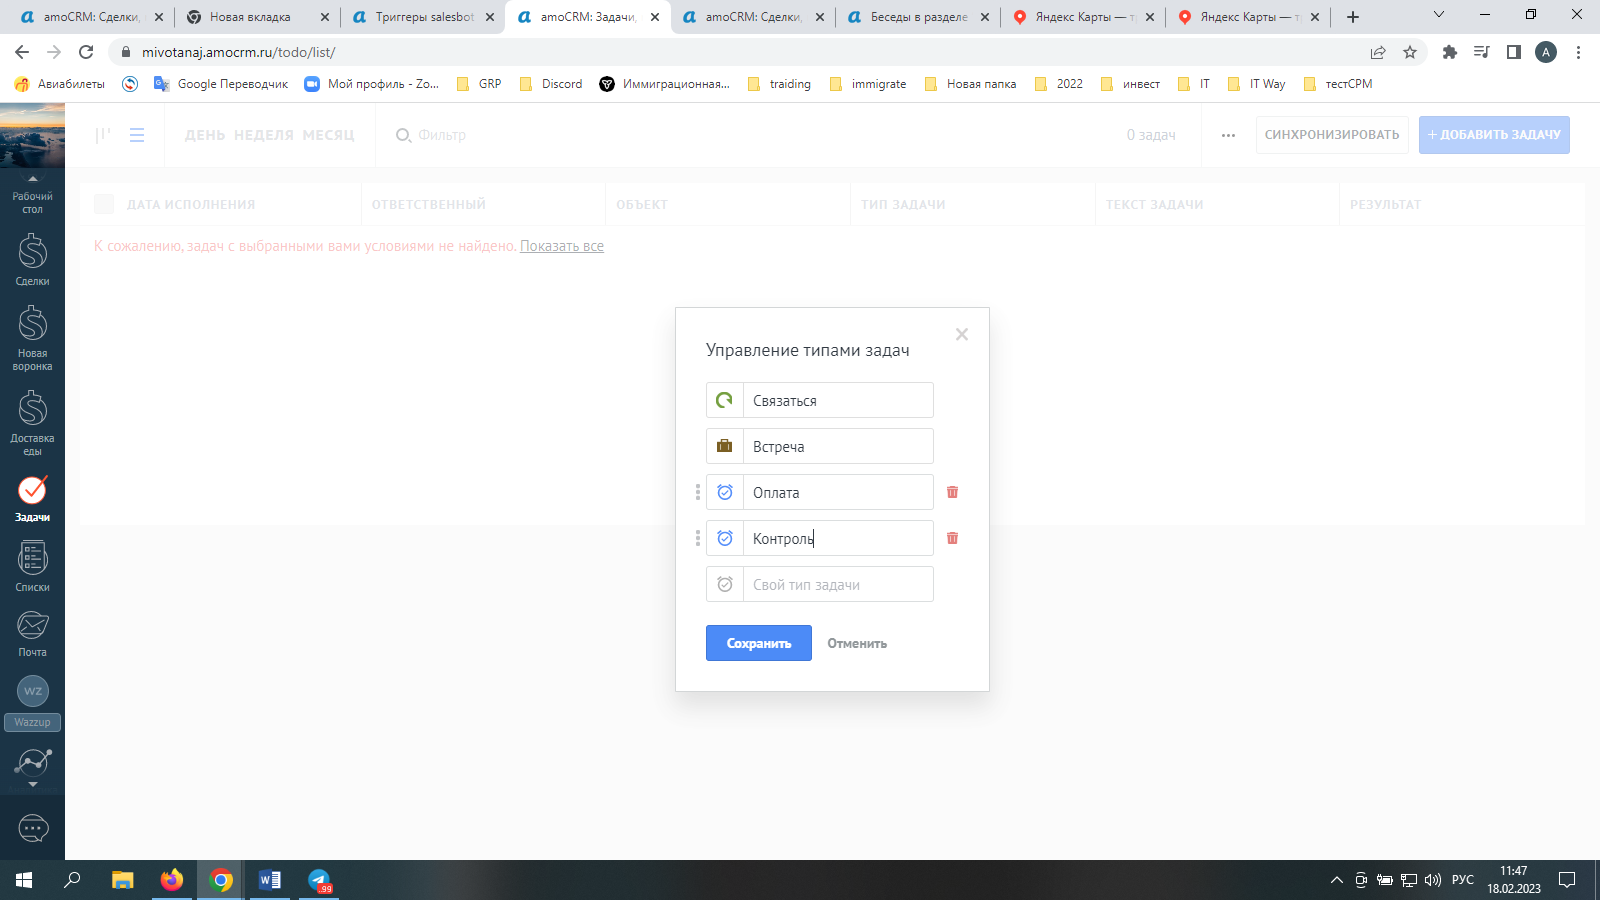 amoCRM: Сделки,
Новая вкладка
Триггеры salesbot
amoCRM: Задачи,
amoCRM: Сделки,
Беседы в разделе
Яндекс Карты — т
Яндекс Карты — т
mivotanaj.amocrm.ru/todo/list/
A
Авиабилеты
Google Переводчик
Мой профиль - Zo...
GRP
Discord
Иммиграционная...
traiding
immigrate
Новая папка
2022
инвест
IT
IT Way
тестСРМ
ДЕНЬ НЕДЕЛЯ МЕСЯЦ
Фильтр
0 задач
СИНХРОНИЗИРОВАТЬ
+ ДОБАВИТЬ ЗАДАЧУ
Рабочий
стол
Сделки
Новая
воронка
Доставка
еды
Задачи
Списки
Почта
WZ
Wazzup
ДАТА ИСПОЛНЕНИЯ
ОТВЕТСТВЕННЫЙ
ОБЪЕКТ
ТИП ЗАДАЧИ
ТЕКСТ ЗАДАЧИ
РЕЗУЛЬТАТ
К сожалению, задач с выбранными вами условиями не найдено. Показать все
Управление типами задач
Связаться
Встреча
Оплата
Контроль
Свой тип задачи
Сохранить
Отменить
99
РУС
11:47
18.02.2023